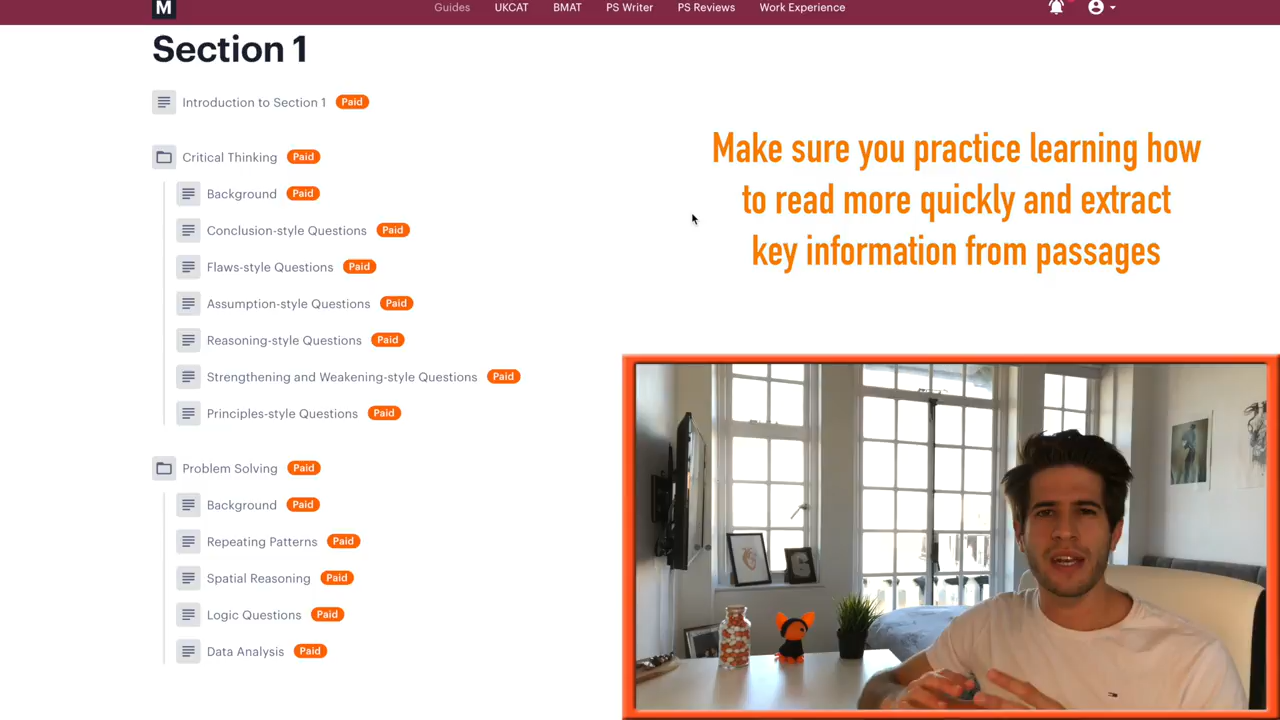 M
Guides
UKCAT
BMAT
PS Writer
PS Reviews
Work Experience
Section 1
Introduction to Section 1 Paid
Critical Thinking Paid
Background Paid
Conclusion-style Questions Paid
Flaws-style Questions Paid
Assumption-style Questions Paid
Reasoning-style Questions Paid
Strengthening and Weakening-style Questions Paid
Principles-style Questions Paid
Problem Solving Paid
Background Paid
Repeating Patterns Paid
Spatial Reasoning Paid
Logic Questions Paid
Data Analysis Paid
Make sure you practice learning how
to read more quickly and extract
key information from passages